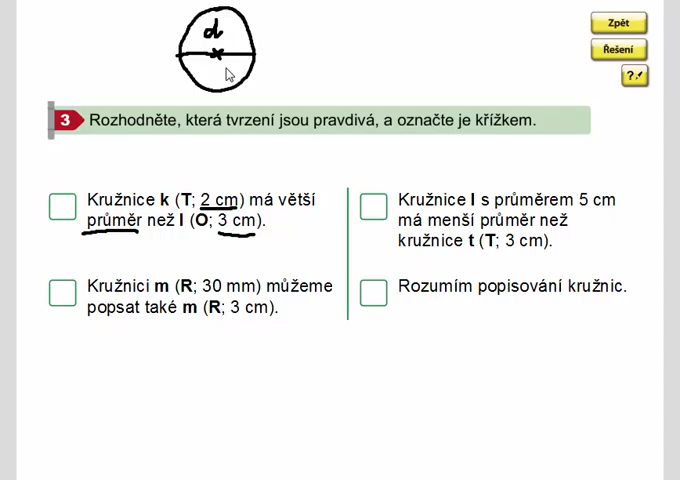 d
Zpět
Řešení
?✓
3 Rozhodněte, která tvrzení jsou pravdivá, a označte je křížkem.
Kružnice k (T; 2 cm) má větší
průměr než l (O; 3 cm).
Kružnici m (R; 30 mm) můžeme
popsat také m (R; 3 cm).
Kružnice l s průměrem 5 cm
má menší průměr než
kružnice t (T; 3 cm).
Rozumím popisování kružnic.